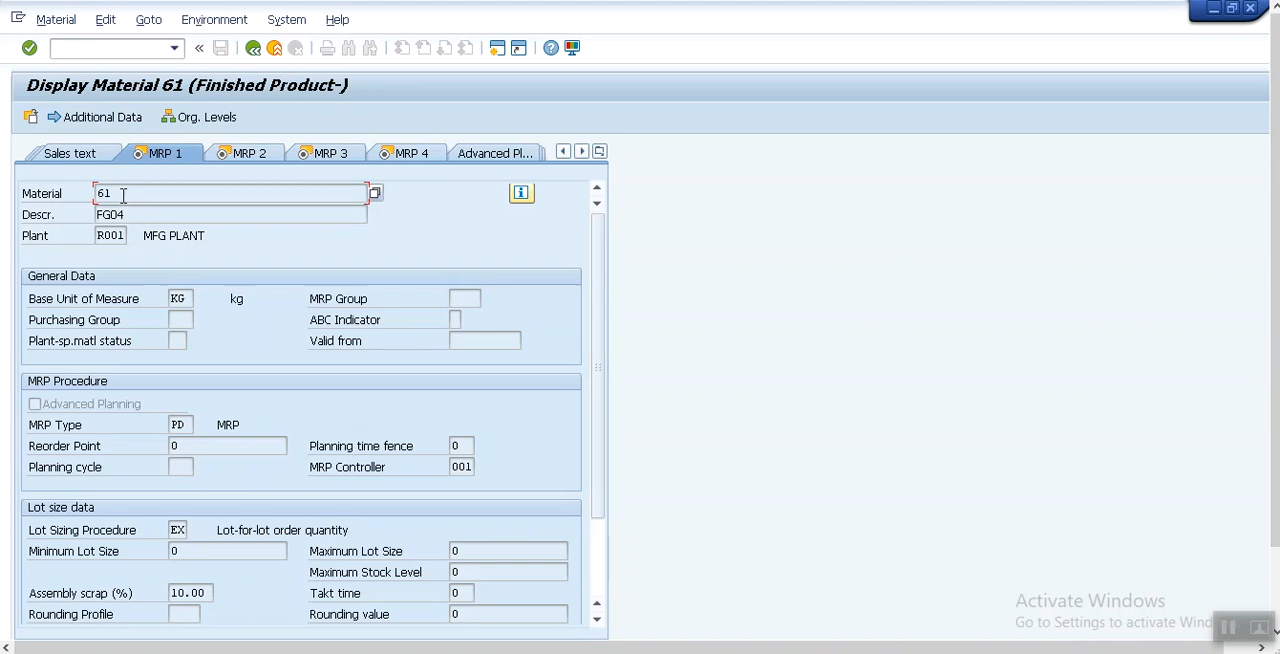 Material Edit Goto Environment System Help
Display Material 61 (Finished Product-)
Additional Data Org. Levels
Sales text MRP 1 MRP 2 MRP 3 MRP 4 Advanced Pl...
Material 61
Descr. FG04
Plant R001 MFG PLANT
General Data
Base Unit of Measure KG kg MRP Group
Purchasing Group ABC Indicator
Plant-sp.matl status Valid from
MRP Procedure
Advanced Planning
MRP Type PD MRP
Reorder Point 0 Planning time fence 0
Planning cycle MRP Controller 001
Lot size data
Lot Sizing Procedure EX Lot-for-lot order quantity
Minimum Lot Size 0 Maximum Lot Size 0
Maximum Stock Level 0
Assembly scrap (%) 10.00 Takt time 0
Rounding Profile Rounding value 0
Activate Windows
Go to Settings to activate Wind